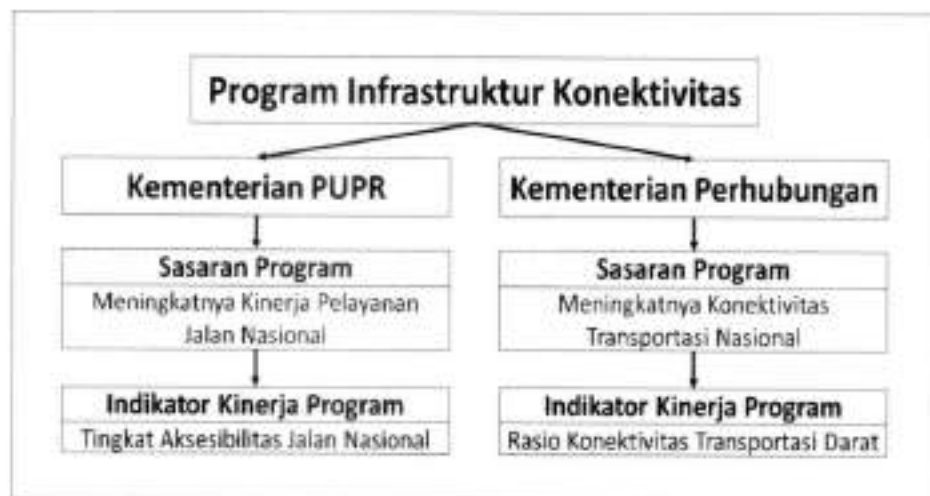 Program Infrastruktur Konektivitas
Kementerian PUPR
Sasaran Program
Meningkatnya Kinerja Pelayanan
Jalan Nasional
Indikator Kinerja Program
Tingkat Aksesibilitas Jalan Nasional
Kementerian Perhubungan
Sasaran Program
Meningkatnya Konektivitas
Transportasi Nasional
Indikator Kinerja Program
Rasio Konektivitas Transportasi Darat